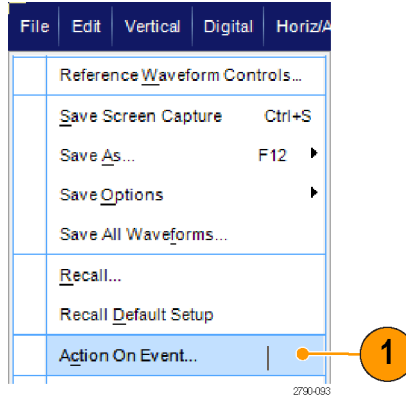 File Edit Vertical Digital Horiz/A
Reference Waveform Controls...
Save Screen Capture Ctrl+S
Save As... F12
Save Options
Save All Waveforms...
Recall...
Recall Default Setup
Action On Event...
1
2790-093